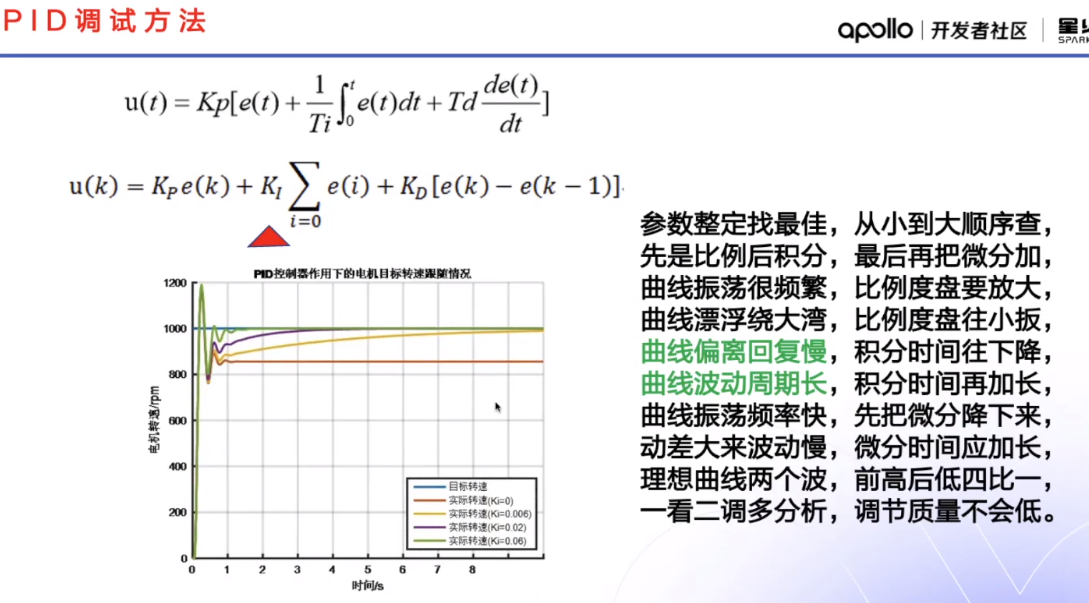 PID调试方法
apollo 开发者社区
SPARK
u(t) = Kp[e(t) + 1/Ti ∫₀ᵗ e(t)dt + Td de(t)/dt]
u(k) = K_P e(k) + K_I ∑_{i=0} e(i) + K_D [e(k) − e(k − 1)]
参数整定找最佳，从小到大顺序查，
先是比例后积分，最后再把微分加，
曲线振荡很频繁，比例度盘要放大，
曲线漂浮绕大湾，比例度盘往小扳，
曲线偏离回复慢，积分时间往下降，
曲线波动周期长，积分时间再加长，
曲线振荡频率快，先把微分降下来，
动差大来波动慢，微分时间应加长，
理想曲线两个波，前高后低四比一，
一看二调多分析，调节质量不会低。
PID控制器作用下的电机目标转速跟随情况
电机转速/rpm
1200
1000
800
600
400
200
0
0 1 2 3 4 5 6 7 8
时间/s
目标转速
实际转速(Ki=0)
实际转速(Ki=0.006)
实际转速(Ki=0.02)
实际转速(Ki=0.06)